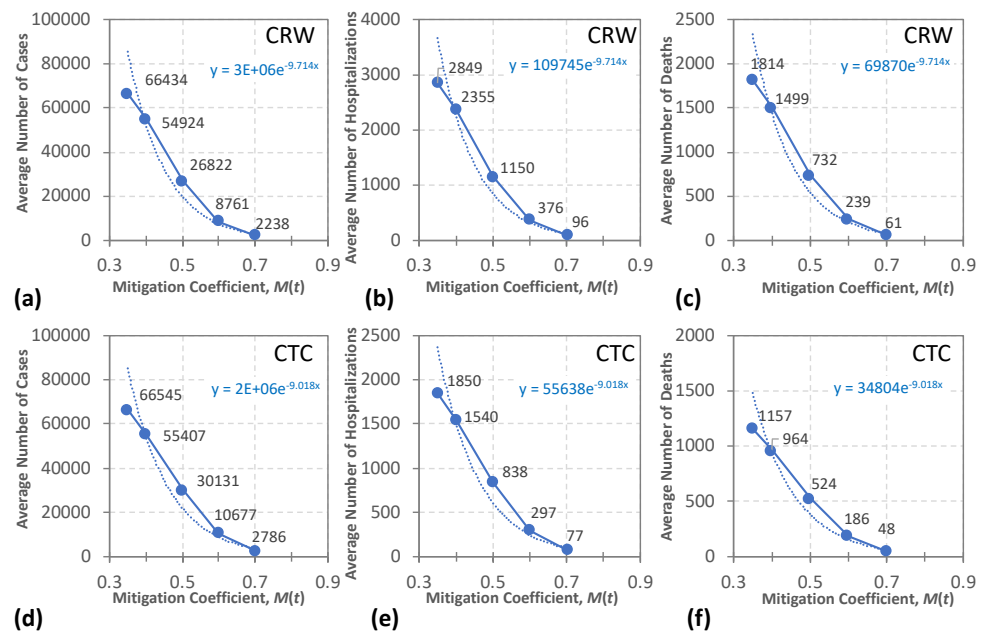 CRW
y = 3E+06e^-9.714x
Average Number of Cases
100000
80000
60000
40000
20000
0
66434
54924
26822
8761
2238
0.3 0.5 0.7 0.9
Mitigation Coefficient, M(t)
(a)
CRW
y = 109745e^-9.714x
Average Number of Hospitalizations
4000
3000
2000
1000
0
2849
2355
1150
376
96
0.3 0.5 0.7 0.9
Mitigation Coefficient, M(t)
(b)
CRW
y = 69870e^-9.714x
Average Number of Deaths
2500
2000
1500
1000
500
0
1814
1499
732
239
61
0.3 0.5 0.7 0.9
Mitigation Coefficient, M(t)
(c)
CTC
y = 2E+06e^-9.018x
Average Number of Cases
100000
80000
60000
40000
20000
0
66545
55407
30131
10677
2786
0.3 0.5 0.7 0.9
Mitigation Coefficient, M(t)
(d)
CTC
y = 55638e^-9.018x
Average Number of Hospitalizations
2500
2000
1500
1000
500
0
1850
1540
838
297
77
0.3 0.5 0.7 0.9
Mitigation Coefficient, M(t)
(e)
CTC
y = 34804e^-9.018x
Average Number of Deaths
2000
1500
1000
500
0
1157
964
524
186
48
0.3 0.5 0.7 0.9
Mitigation Coefficient, M(t)
(f)